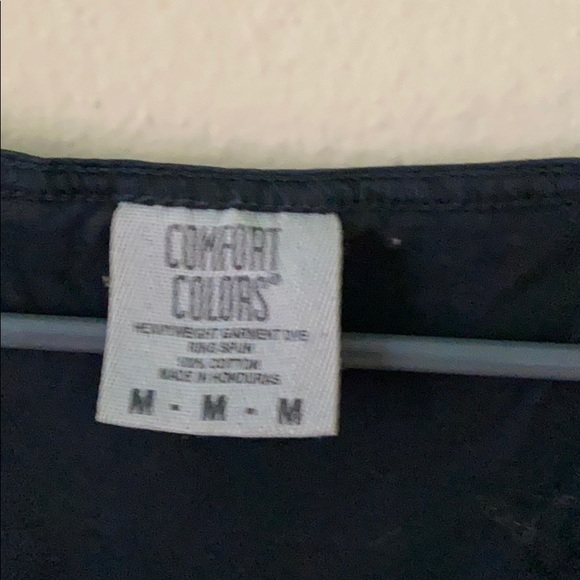 COMFORT
COLORS®
HEAVYWEIGHT GARMENT DYE
RING SPUN
100% COTTON
MADE IN HONDURAS
M - M - M